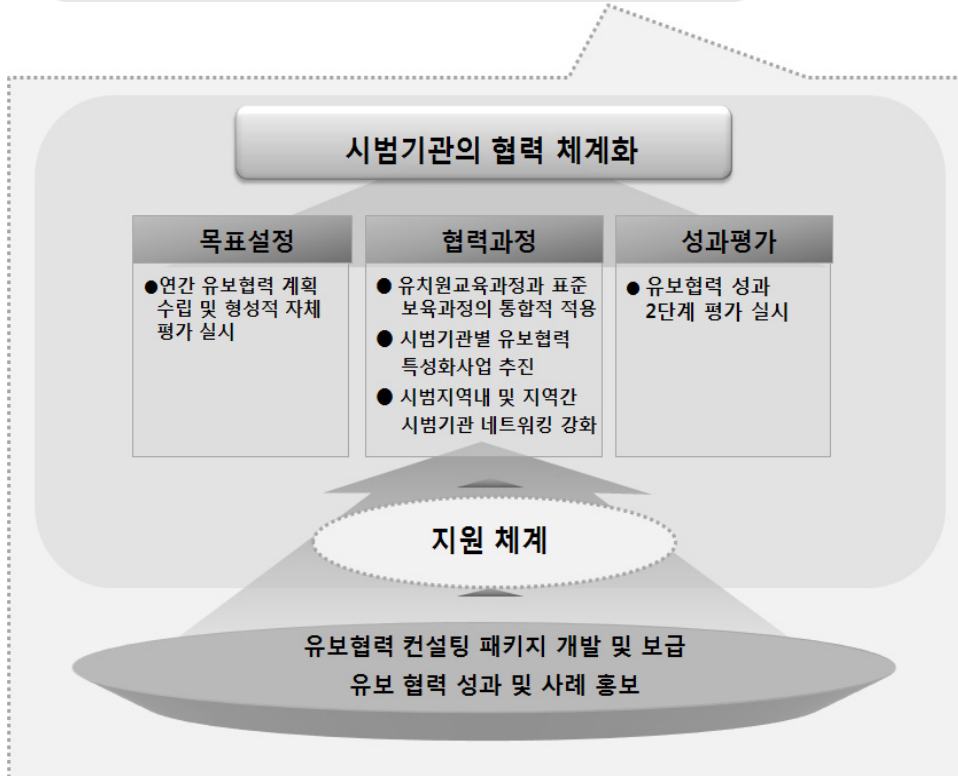 시범기관의 협력 체계화
목표설정
●연간 유보협력 계획
수립 및 형성적 자체
평가 실시
협력과정
● 유치원교육과정과 표준
보육과정의 통합적 적용
● 시범기관별 유보협력
특성화사업 추진
● 시범지역내 및 지역간
시범기관 네트워킹 강화
성과평가
● 유보협력 성과
2단계 평가 실시
지원 체계
유보협력 컨설팅 패키지 개발 및 보급
유보 협력 성과 및 사례 홍보